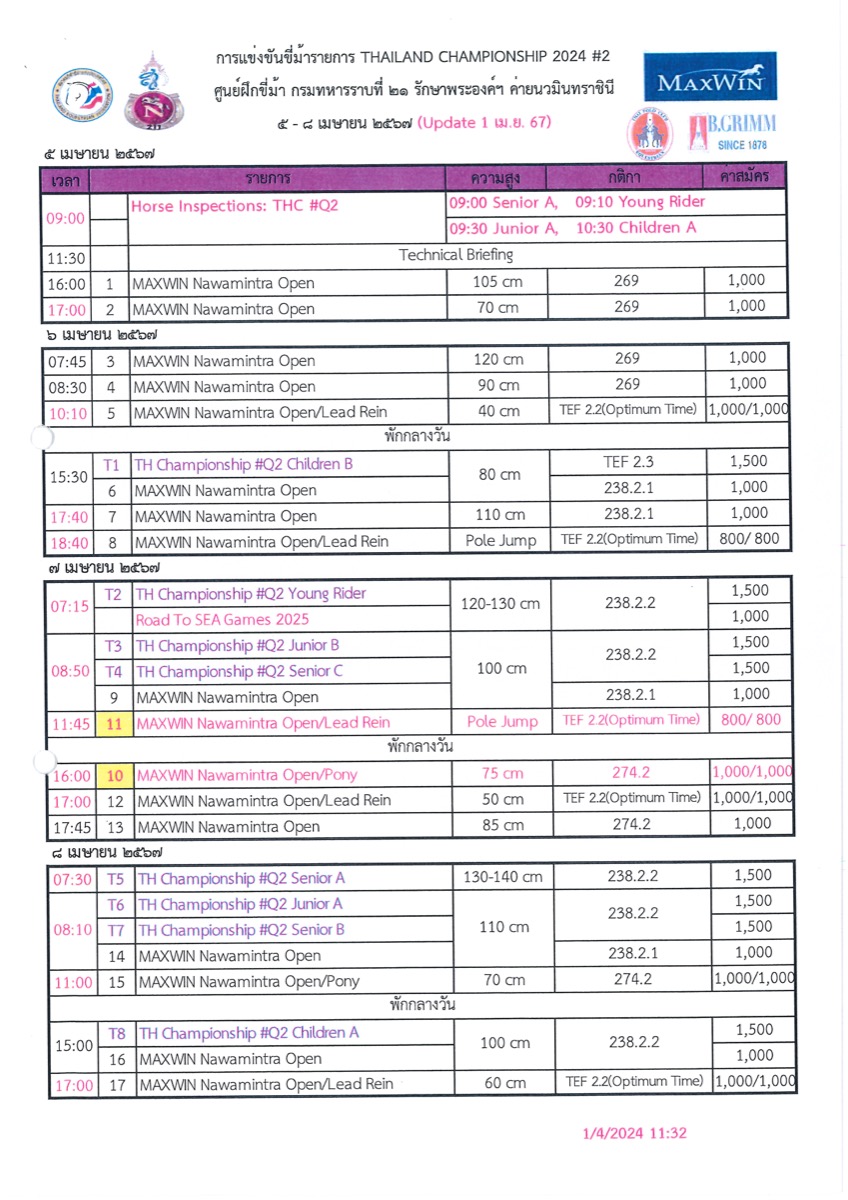 การแข่งขันขี่ม้ารายการ THAILAND CHAMPIONSHIP 2024 #2
ศูนย์ฝึกขี่ม้า กรมทหารราบที่ ๒๑ รักษาพระองค์ฯ ค่ายนวมินทราชินี
๕ - ๘ เมษายน ๒๕๖๗ (Update 1 เม.ย. 67)
MAXWIN
B.GRIMM
SINCE 1878
๕ เมษายน ๒๕๖๗
เวลา รายการ ความสูง กติกา ค่าสมัคร
09:00 Horse Inspections: THC #Q2 09:00 Senior A, 09:10 Young Rider
09:30 Junior A, 10:30 Children A
11:30 Technical Briefing
16:00 1 MAXWIN Nawamintra Open 105 cm 269 1,000
17:00 2 MAXWIN Nawamintra Open 70 cm 269 1,000
๖ เมษายน ๒๕๖๗
07:45 3 MAXWIN Nawamintra Open 120 cm 269 1,000
08:30 4 MAXWIN Nawamintra Open 90 cm 269 1,000
10:10 5 MAXWIN Nawamintra Open/Lead Rein 40 cm TEF 2.2(Optimum Time) 1,000/1,000
พักกลางวัน
15:30 T1 TH Championship #Q2 Children B 80 cm TEF 2.3 1,500
6 MAXWIN Nawamintra Open 238.2.1 1,000
17:40 7 MAXWIN Nawamintra Open 110 cm 238.2.1 1,000
18:40 8 MAXWIN Nawamintra Open/Lead Rein Pole Jump TEF 2.2(Optimum Time) 800/ 800
๗ เมษายน ๒๕๖๗
07:15 T2 TH Championship #Q2 Young Rider 120-130 cm 238.2.2 1,500
Road To SEA Games 2025 1,000
08:50 T3 TH Championship #Q2 Junior B 100 cm 238.2.2 1,500
T4 TH Championship #Q2 Senior C 1,500
9 MAXWIN Nawamintra Open 238.2.1 1,000
11:45 11 MAXWIN Nawamintra Open/Lead Rein Pole Jump TEF 2.2(Optimum Time) 800/ 800
พักกลางวัน
16:00 10 MAXWIN Nawamintra Open/Pony 75 cm 274.2 1,000/1,000
17:00 12 MAXWIN Nawamintra Open/Lead Rein 50 cm TEF 2.2(Optimum Time) 1,000/1,000
17:45 13 MAXWIN Nawamintra Open 85 cm 274.2 1,000
๘ เมษายน ๒๕๖๗
07:30 T5 TH Championship #Q2 Senior A 130-140 cm 238.2.2 1,500
08:10 T6 TH Championship #Q2 Junior A 110 cm 238.2.2 1,500
T7 TH Championship #Q2 Senior B 1,500
14 MAXWIN Nawamintra Open 238.2.1 1,000
11:00 15 MAXWIN Nawamintra Open/Pony 70 cm 274.2 1,000/1,000
พักกลางวัน
15:00 T8 TH Championship #Q2 Children A 100 cm 238.2.2 1,500
16 MAXWIN Nawamintra Open 1,000
17:00 17 MAXWIN Nawamintra Open/Lead Rein 60 cm TEF 2.2(Optimum Time) 1,000/1,000
1/4/2024 11:32